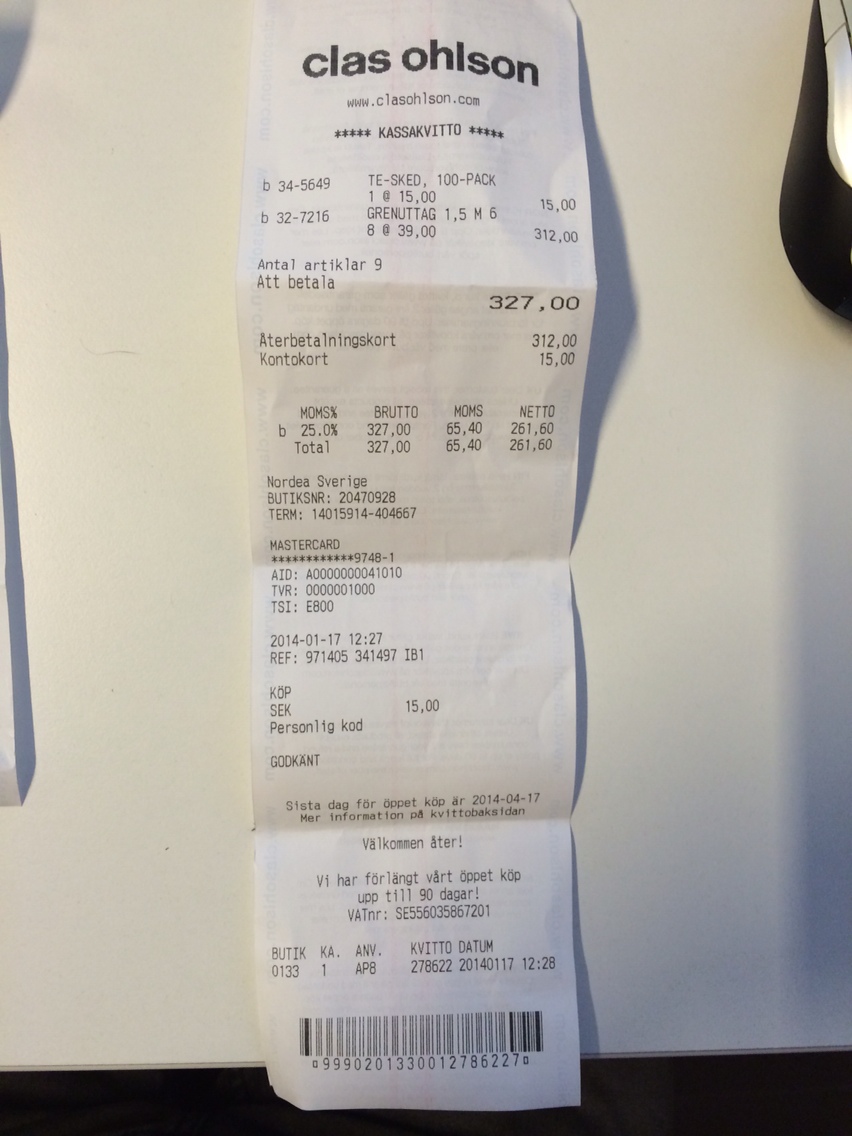 clas ohlson
www.clasohlson.com
***** KASSAKVITTO *****
b 34-5649 TE-SKED, 100-PACK
1 @ 15,00 15,00
b 32-7216 GRENUTTAG 1,5 M 6
8 @ 39,00 312,00
Antal artiklar 9
Att betala
327,00
Återbetalningskort 312,00
Kontokort 15,00
MOMS% BRUTTO MOMS NETTO
b 25.0% 327,00 65,40 261,60
Total 327,00 65,40 261,60
Nordea Sverige
BUTIKSNR: 20470928
TERM: 14015914-404667
MASTERCARD
************9748-1
AID: A0000000041010
TVR: 0000001000
TSI: E800
2014-01-17 12:27
REF: 971405 341497 IB1
KÖP
SEK 15,00
Personlig kod
GODKÄNT
Sista dag för öppet köp är 2014-04-17
Mer information på kvittobaksidan
Välkommen åter!
Vi har förlängt vårt öppet köp
upp till 90 dagar!
VATnr: SE556035867201
BUTIK KA. ANV. KVITTO DATUM
0133 1 AP8 278622 20140117 12:28
¤9990201330012786227¤